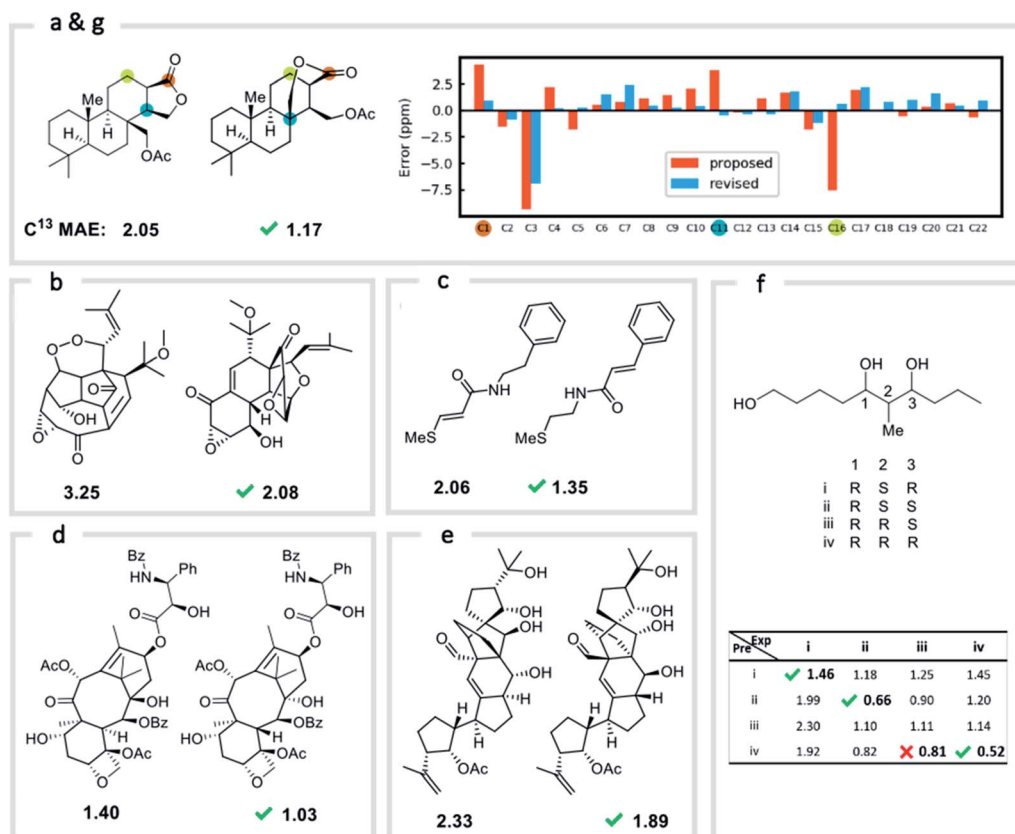 a & g
O
O
Me
H
H
OAc
O
O
Me
H
H
OAc
C13 MAE: 2.05
✓ 1.17
Error (ppm)
2.5
0.0
−2.5
−5.0
−7.5
proposed
revised
C1 C2 C3 C4 C5 C6 C7 C8 C9 C10 C11 C12 C13 C14 C15 C16 C17 C18 C19 C20 C21 C22
b
O
O
O
O
OH
O
O
O
O
O
O
H
O
O
OH
3.25
✓ 2.08
c
O
NH
MeS
HN
O
MeS
2.06
✓ 1.35
f
OH OH
HO
1 2 3
Me
1 2 3
i R S R
ii R S S
iii R R S
iv R R R
Pre Exp i ii iii iv
i ✓ 1.46 1.18 1.25 1.45
ii 1.99 ✓ 0.66 0.90 1.20
iii 2.30 1.10 1.11 1.14
iv 1.92 0.82 ✗ 0.81 ✓ 0.52
d
Bz
HN Ph
O OH
O
AcO
O
OH
OBz
HO H
OAc
O
Bz
HN Ph
O OH
O
AcO
O
OH
OBz
HO H
OAc
O
1.40
✓ 1.03
e
OH
OH
OH
O
OH
H
H
H
OAc
OH
OH
OH
O
OH
H
H
H
OAc
2.33
✓ 1.89